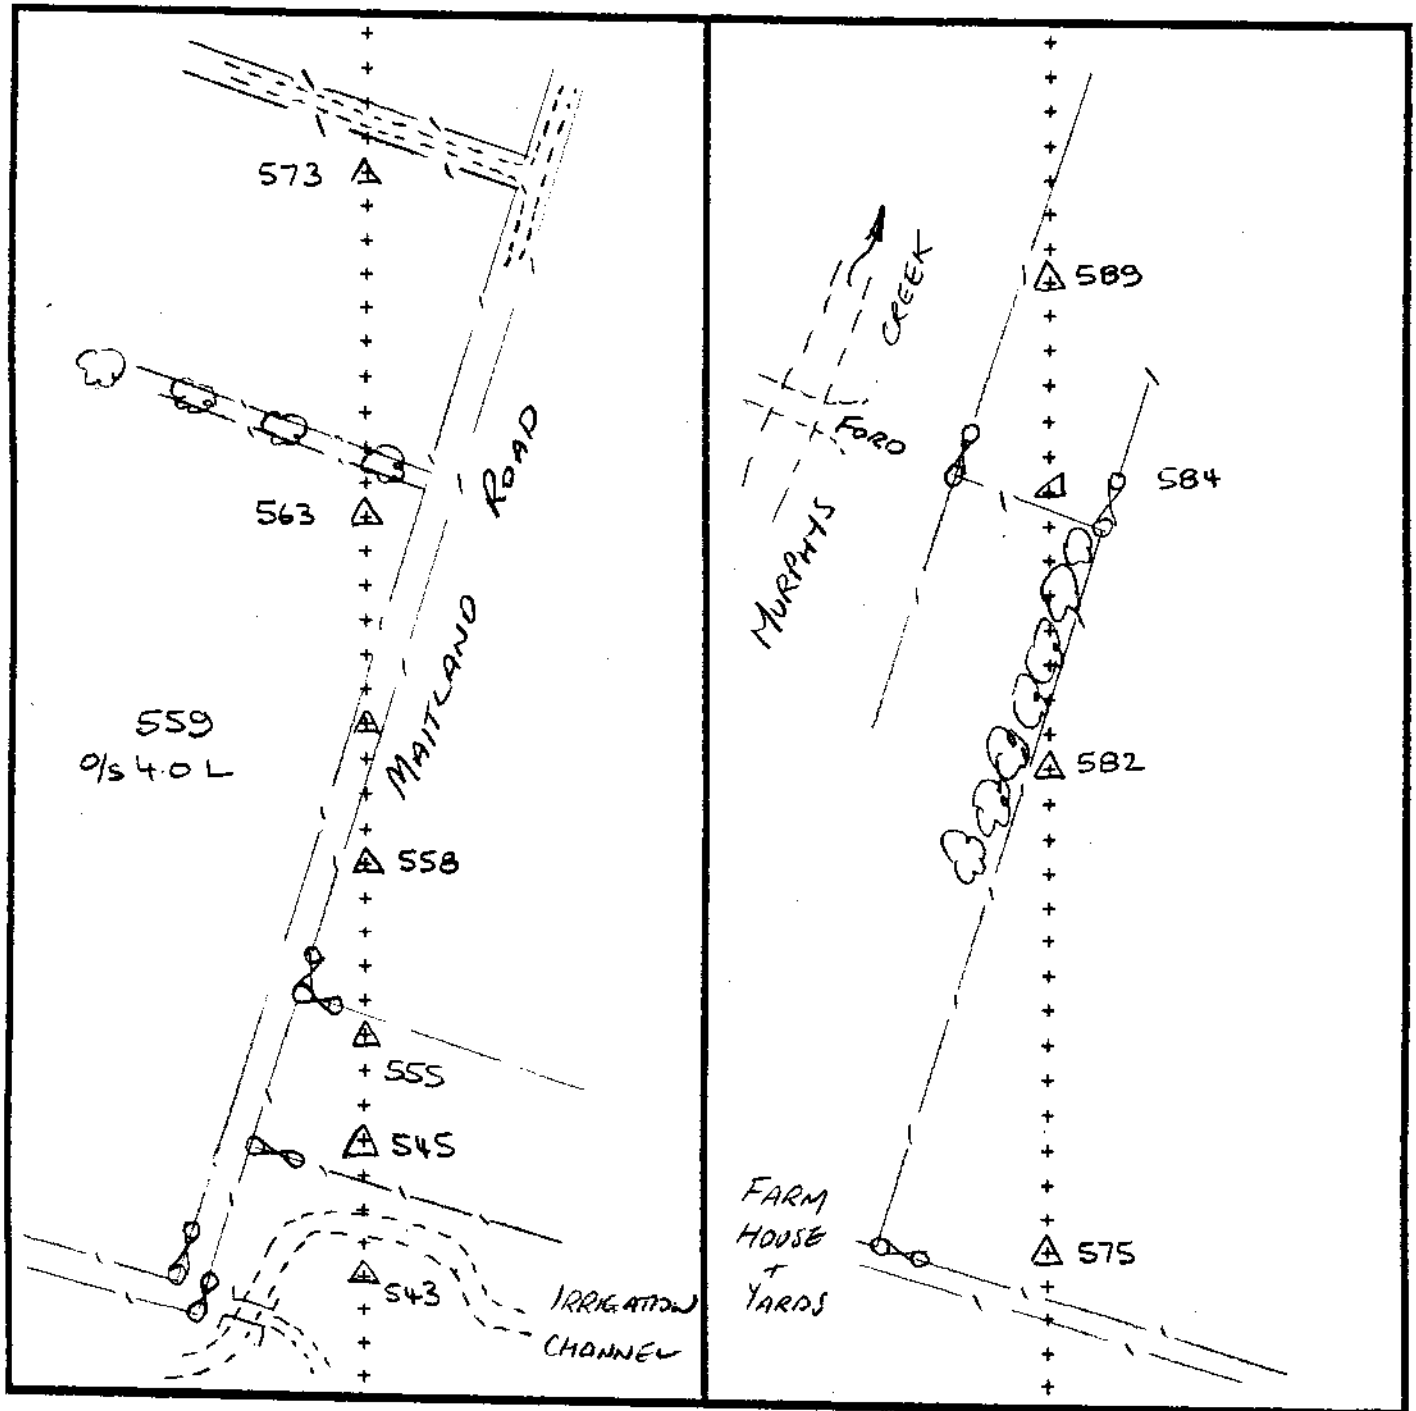 573
563
ROAD
559
O/S 4.0 L
MAITLAND
558
555
545
543
IRRIGATION
CHANNEL
589
CREEK
FORD
584
MURPHYS
582
FARM
HOUSE
+
YARDS
575